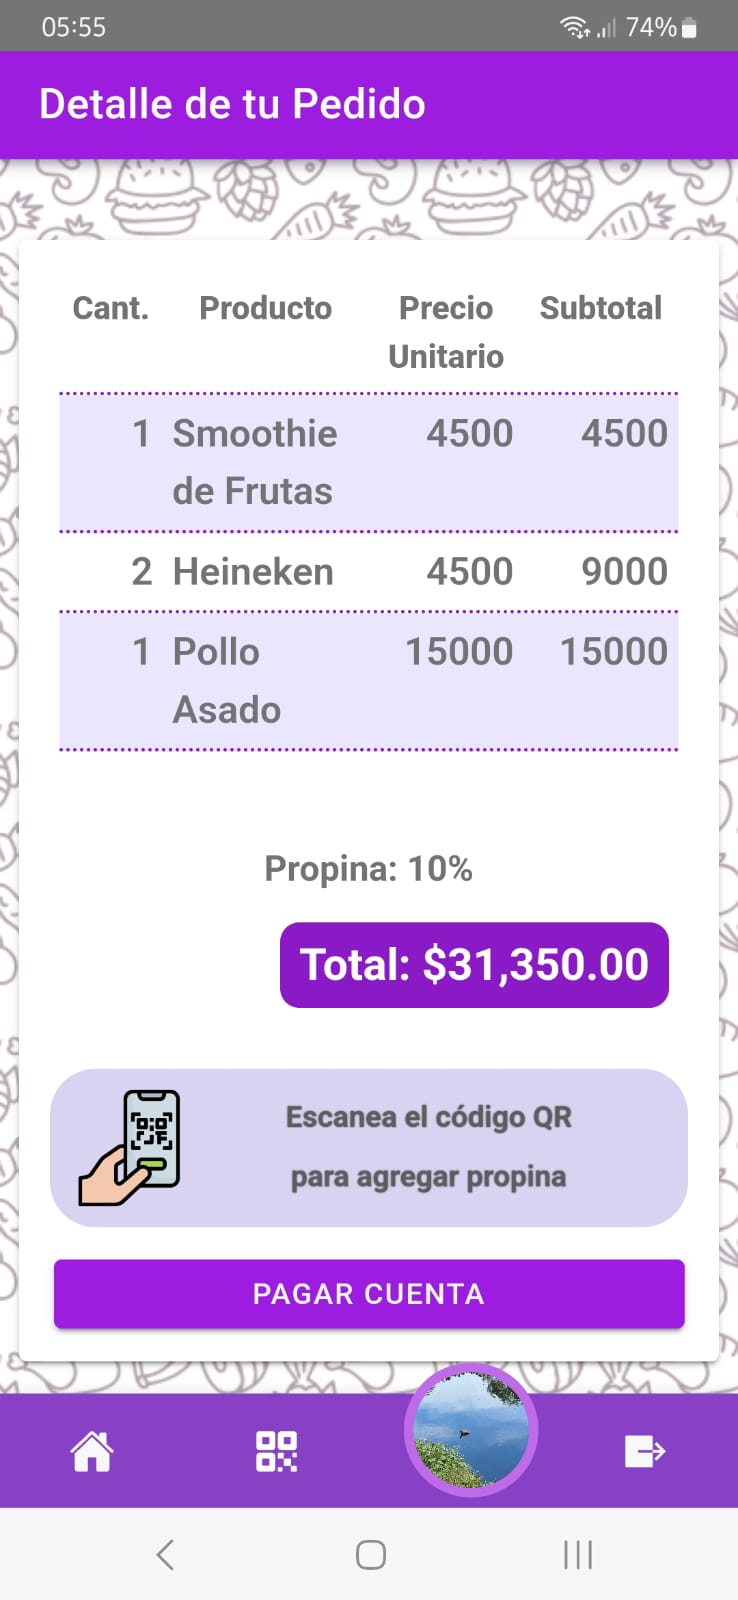 05:55 74%
Detalle de tu Pedido
Cant. Producto Precio Unitario Subtotal
1 Smoothie de Frutas 4500 4500
2 Heineken 4500 9000
1 Pollo Asado 15000 15000
Propina: 10%
Total: $31,350.00
Escanea el código QR
para agregar propina
PAGAR CUENTA